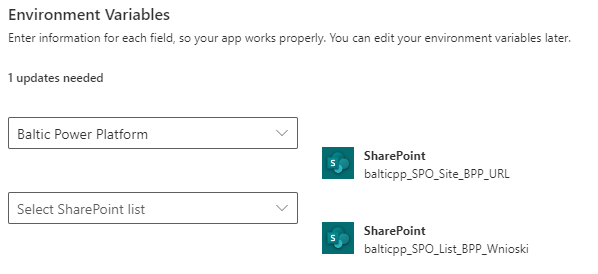 Environment Variables
Enter information for each field, so your app works properly. You can edit your environment variables later.
1 updates needed
Baltic Power Platform
SharePoint
balticpp_SPO_Site_BPP_URL
Select SharePoint list
SharePoint
balticpp_SPO_List_BPP_Wnioski